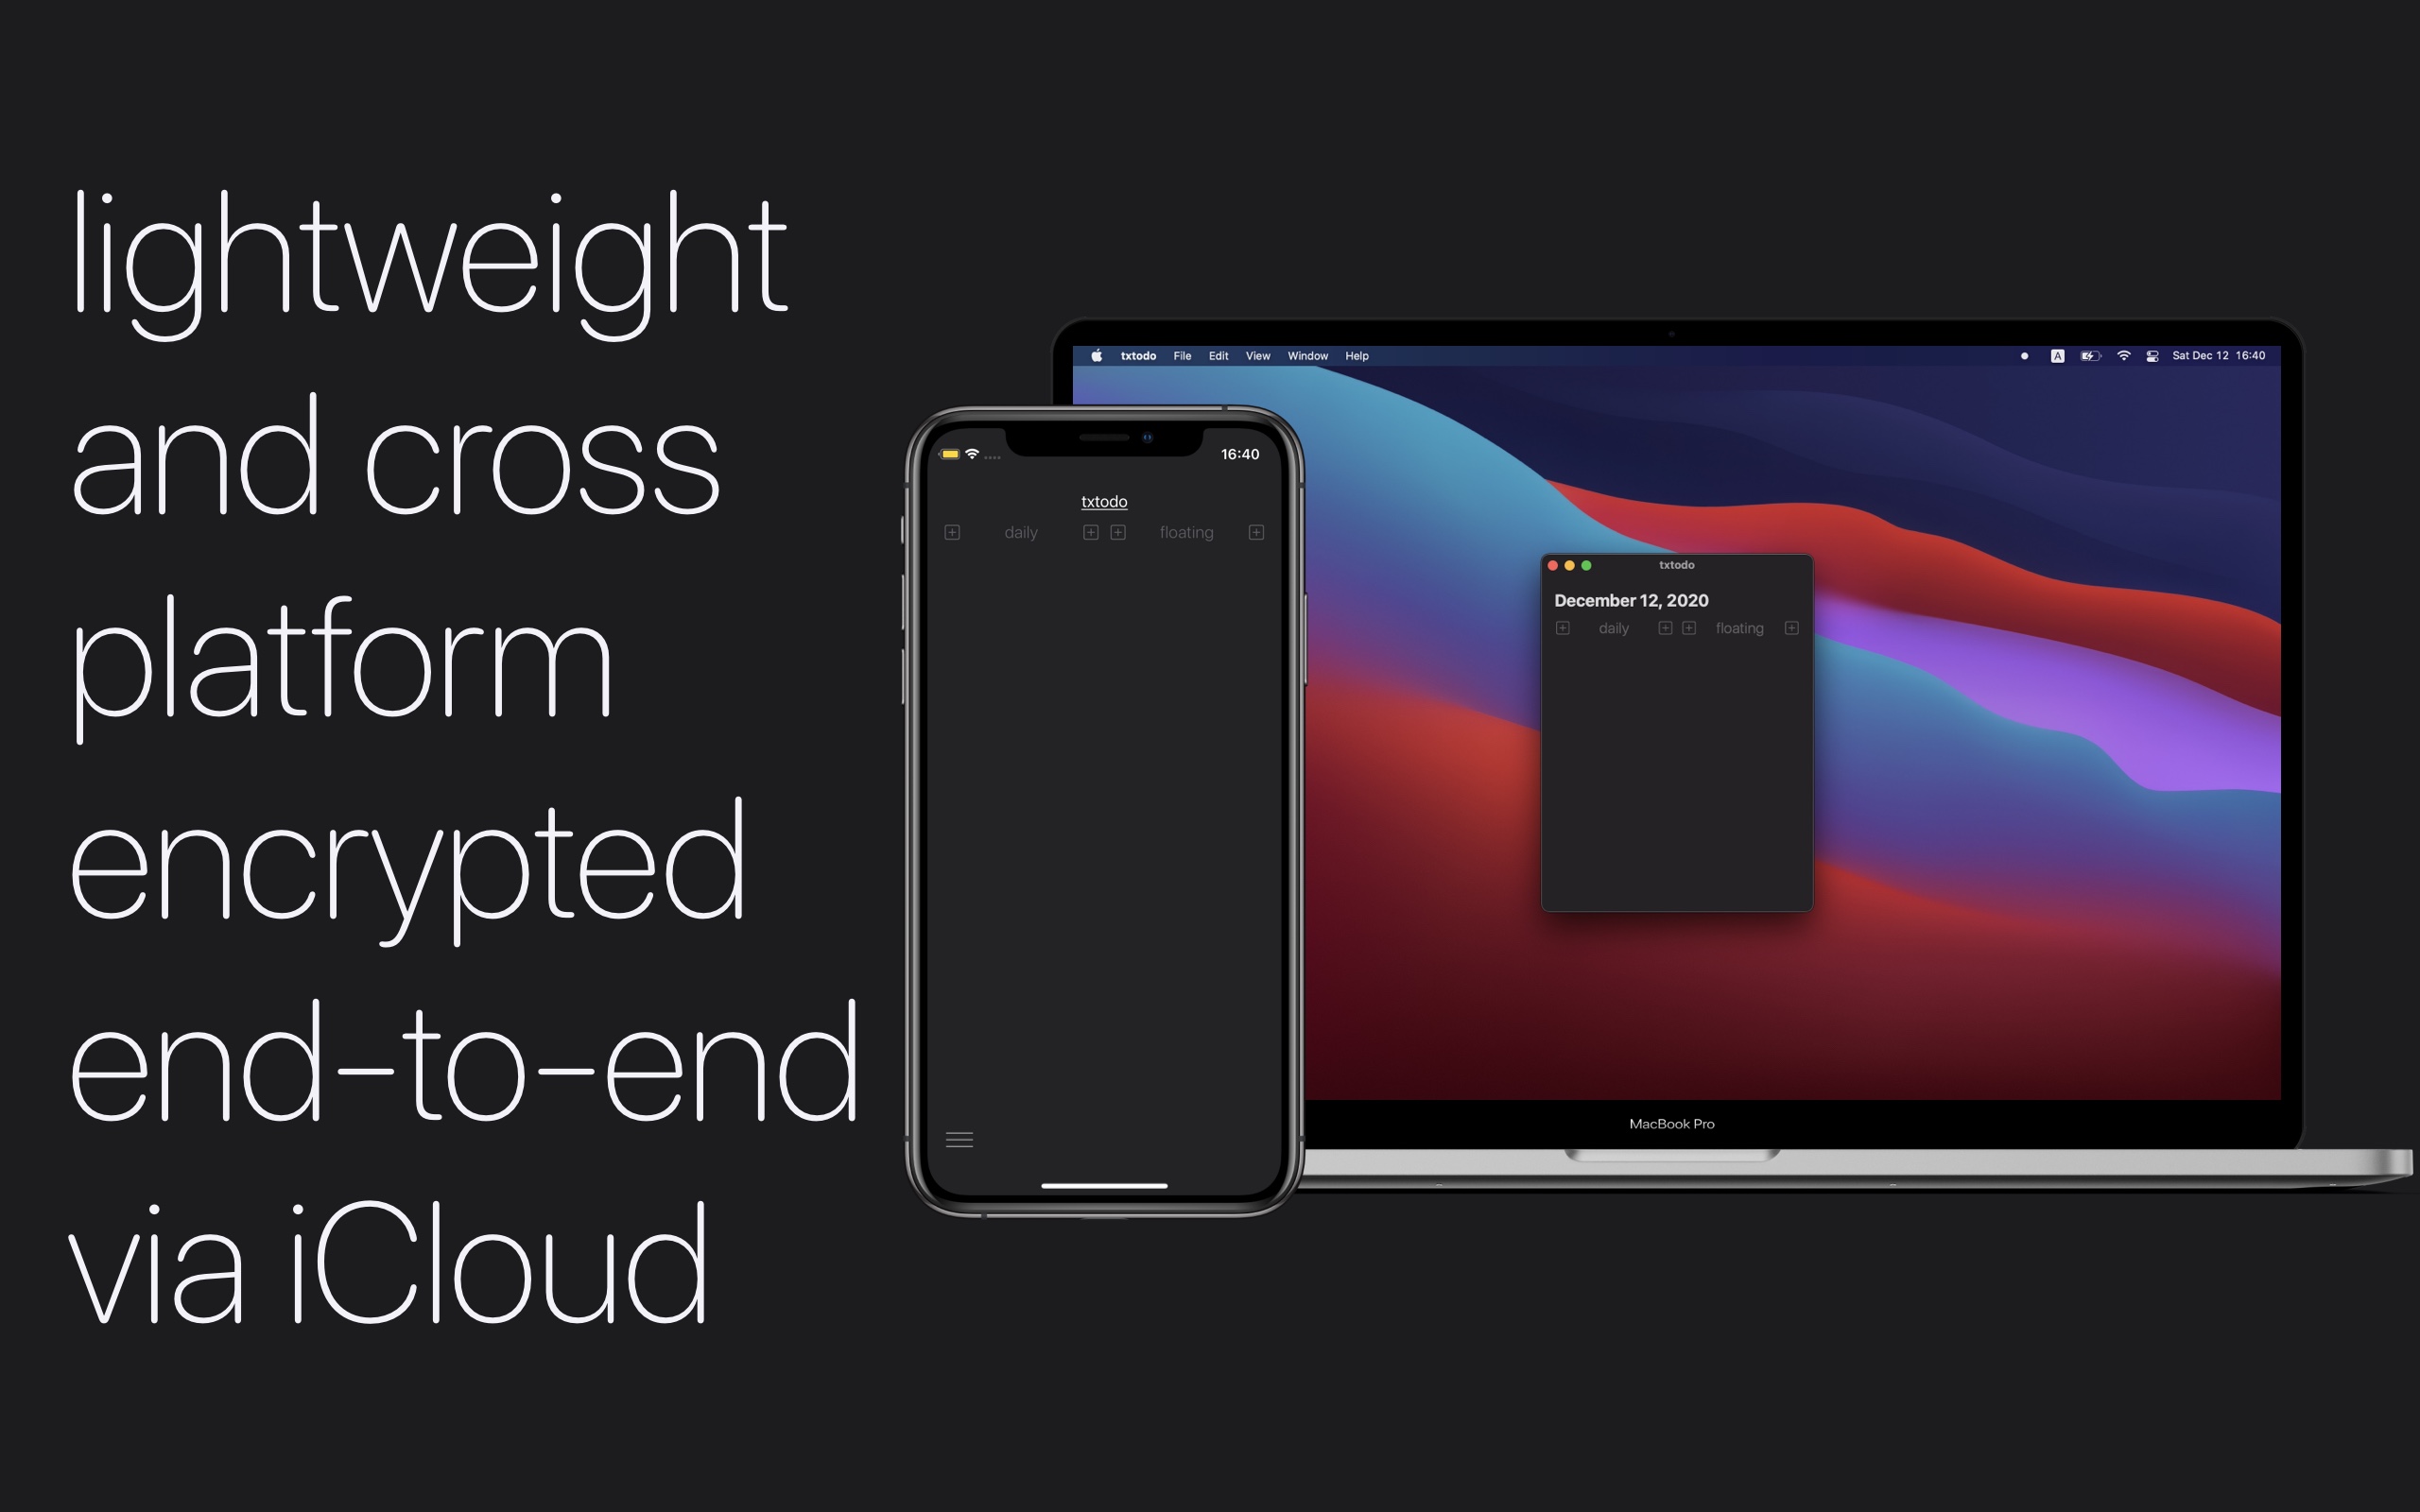 lightweight
and cross
platform
encrypted
end-to-end
via iCloud
16:40
txtodo
daily floating
txtodo File Edit View Window Help A Sat Dec 12 16:40
txtodo
December 12, 2020
daily floating
MacBook Pro